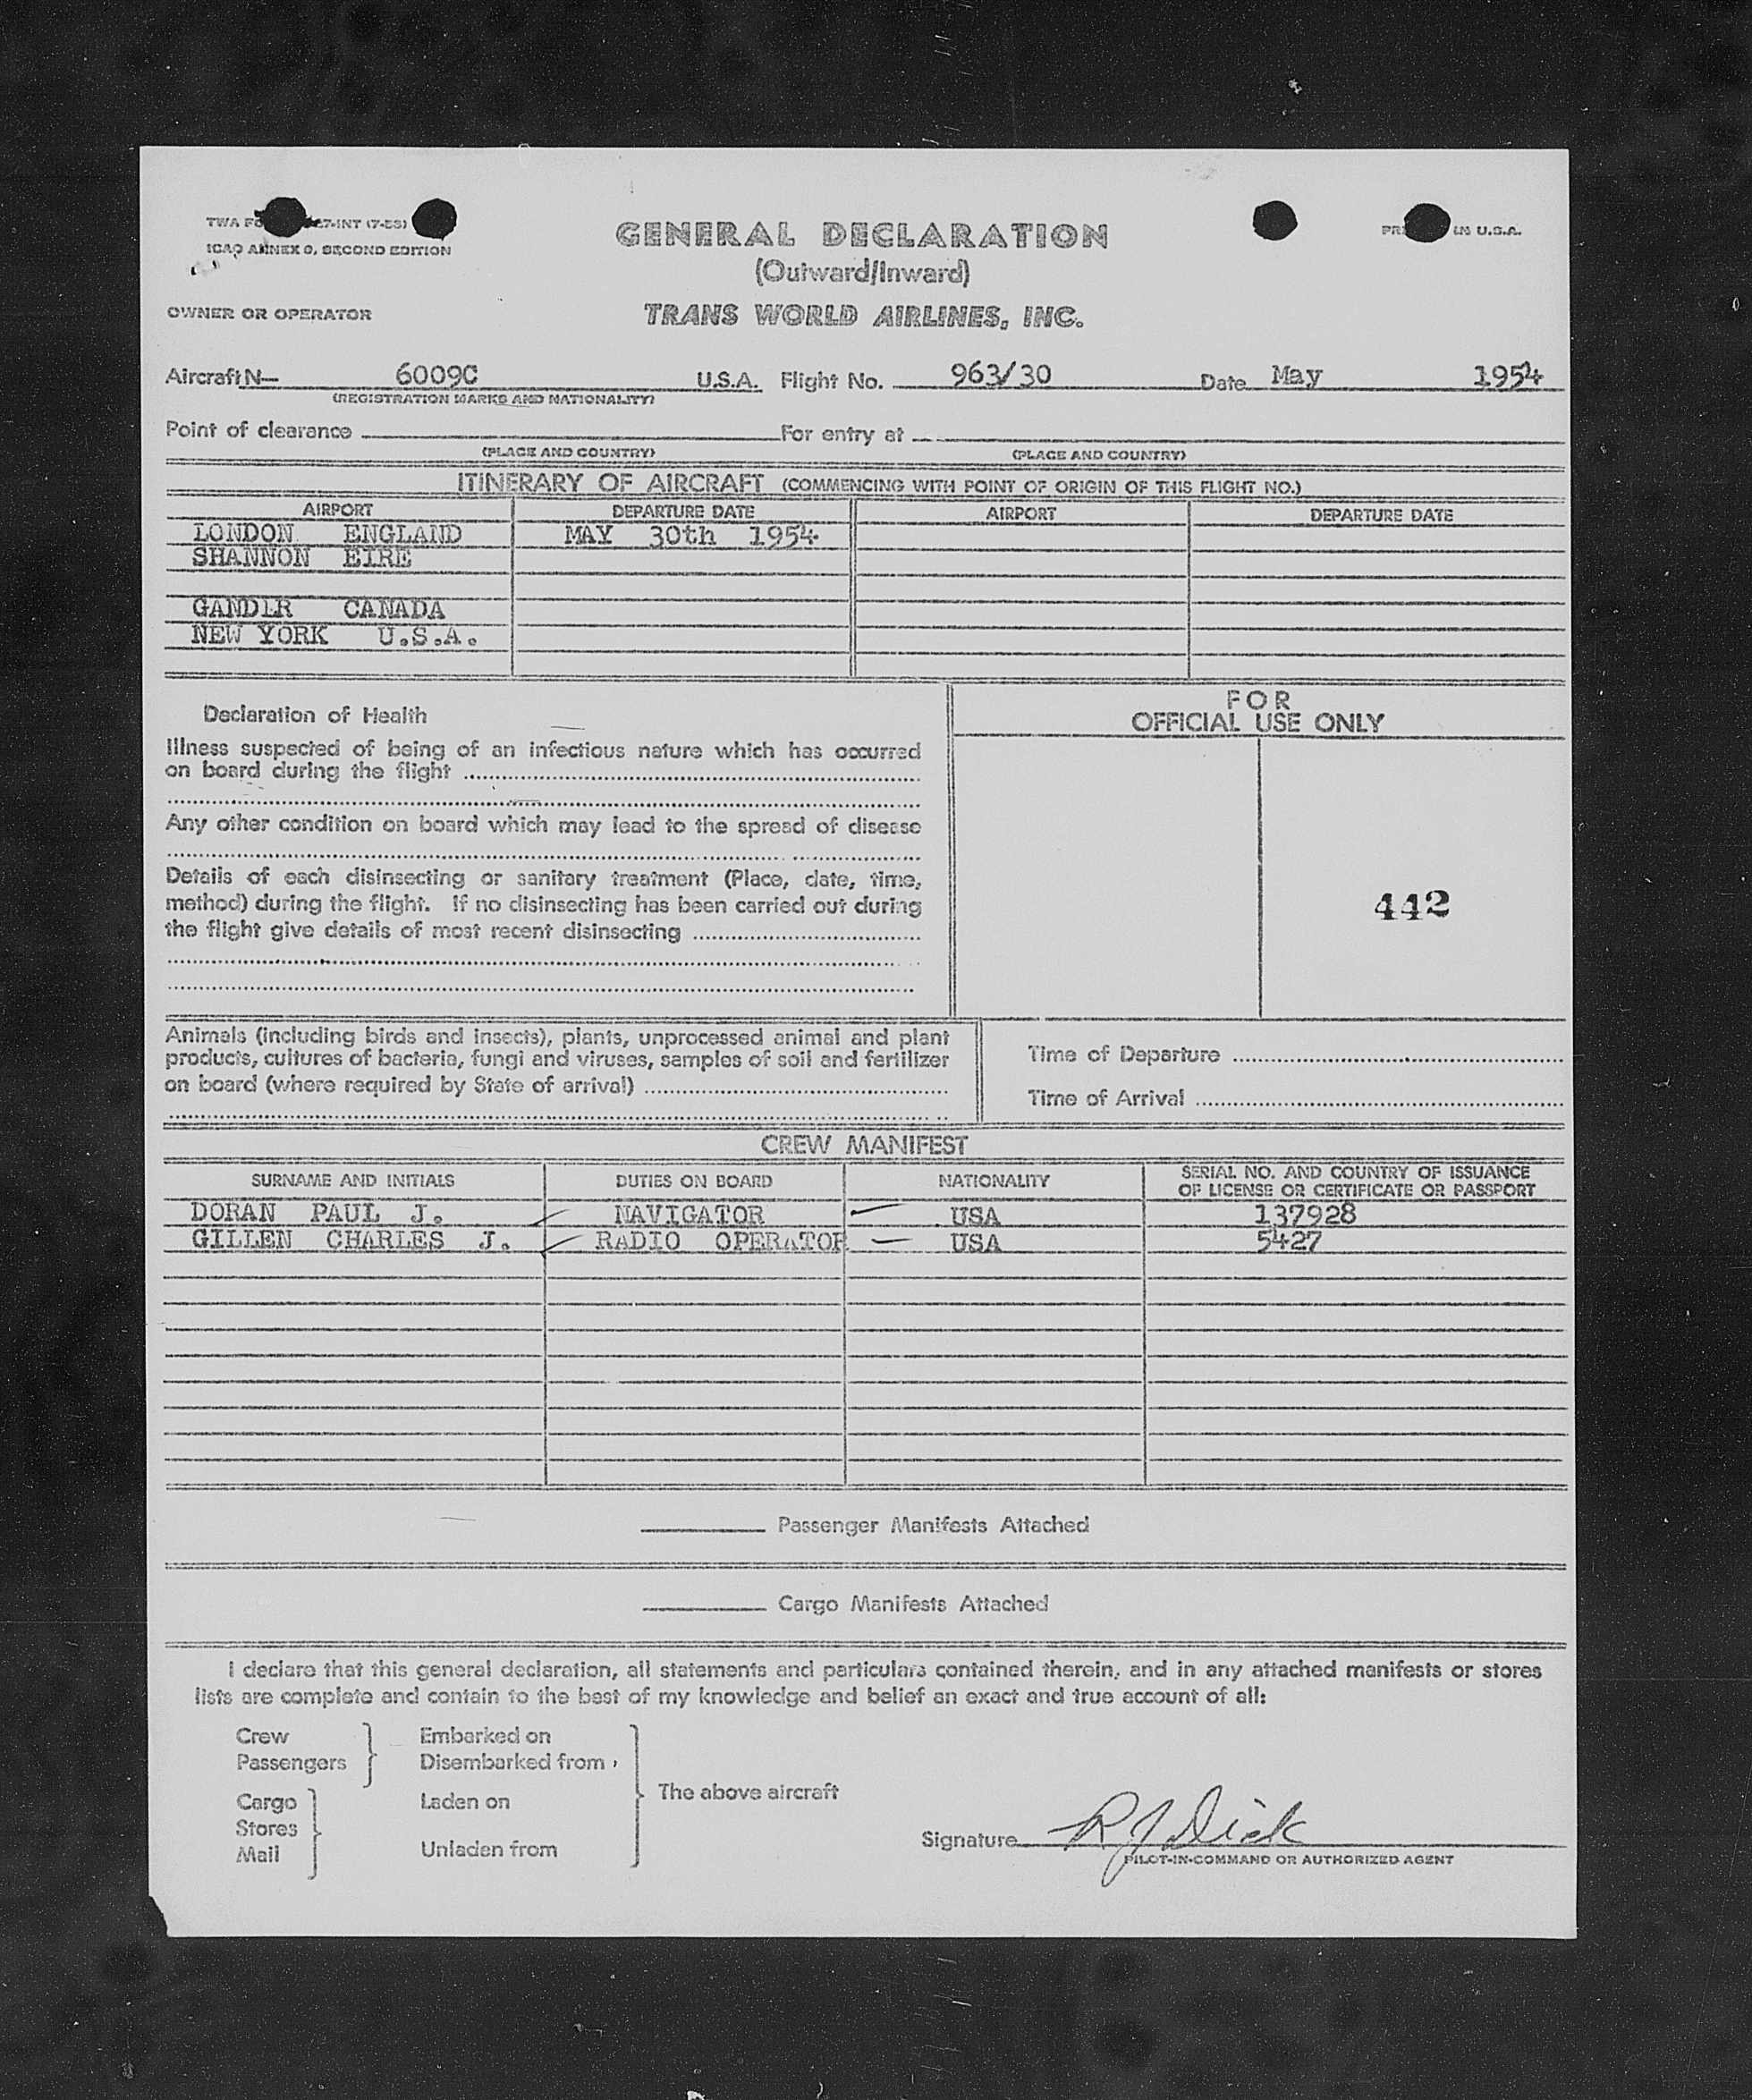 TWA FO 27-INT (7-53)
ICAO ANNEX 9, SECOND EDITION
GENERAL DECLARATION
(Outward/Inward)
PR IN U.S.A.
OWNER OR OPERATOR
TRANS WORLD AIRLINES, INC.
Aircraft N— 6009C U.S.A. Flight No. 963/30 Date May 1954
(REGISTRATION MARKS AND NATIONALITY)
Point of clearance For entry at
(PLACE AND COUNTRY) (PLACE AND COUNTRY)
ITINERARY OF AIRCRAFT (COMMENCING WITH POINT OF ORIGIN OF THIS FLIGHT NO.)
AIRPORT DEPARTURE DATE AIRPORT DEPARTURE DATE
LONDON ENGLAND MAY 30th 1954
SHANNON EIRE
GANDER CANADA
NEW YORK U.S.A.
Declaration of Health
Illness suspected of being of an infectious nature which has occurred
on board during the flight
Any other condition on board which may lead to the spread of disease
Details of each disinsecting or sanitary treatment (Place, date, time,
method) during the flight. If no disinsecting has been carried out during
the flight give details of most recent disinsecting
FOR
OFFICIAL USE ONLY
442
Animals (including birds and insects), plants, unprocessed animal and plant
products, cultures of bacteria, fungi and viruses, samples of soil and fertilizer
on board (where required by State of arrival)
Time of Departure
Time of Arrival
CREW MANIFEST
SURNAME AND INITIALS DUTIES ON BOARD NATIONALITY SERIAL NO. AND COUNTRY OF ISSUANCE
OF LICENSE OR CERTIFICATE OR PASSPORT
DORAN PAUL J. NAVIGATOR USA 137928
GILLEN CHARLES J. RADIO OPERATOR USA 5427
Passenger Manifests Attached
Cargo Manifests Attached
I declare that this general declaration, all statements and particulars contained therein, and in any attached manifests or stores
lists are complete and contain to the best of my knowledge and belief an exact and true account of all:
Crew Embarked on
Passengers Disembarked from
The above aircraft
Cargo Laden on
Stores
Mail Unladen from
Signature R J Dick
PILOT-IN-COMMAND OR AUTHORIZED AGENT